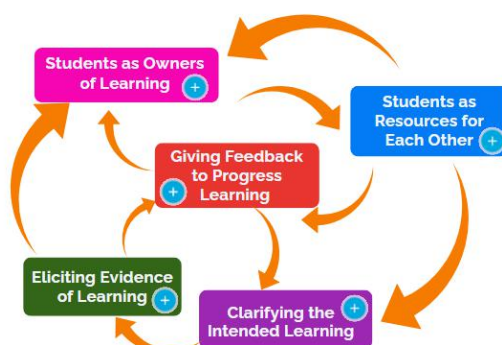 Students as Owners
of Learning
Students as
Resources for
Each Other
Giving Feedback
to Progress
Learning
Eliciting Evidence
of Learning
Clarifying the
Intended Learning